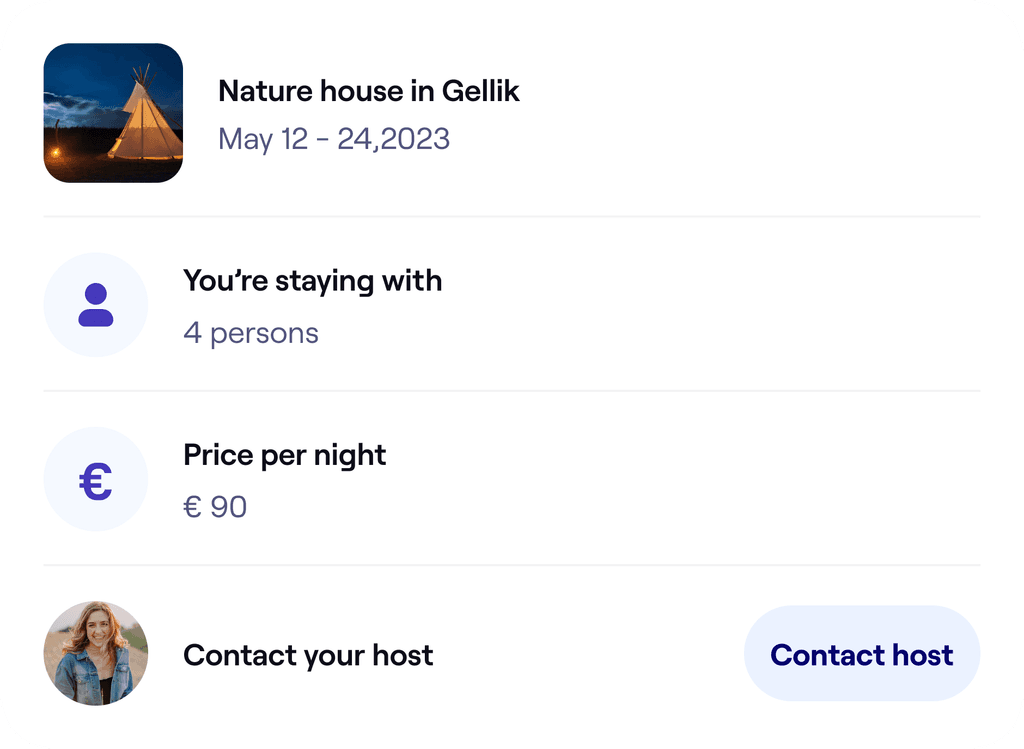 Nature house in Gellik
May 12 - 24,2023
You’re staying with
4 persons
€
Price per night
€ 90
Contact your host
Contact host